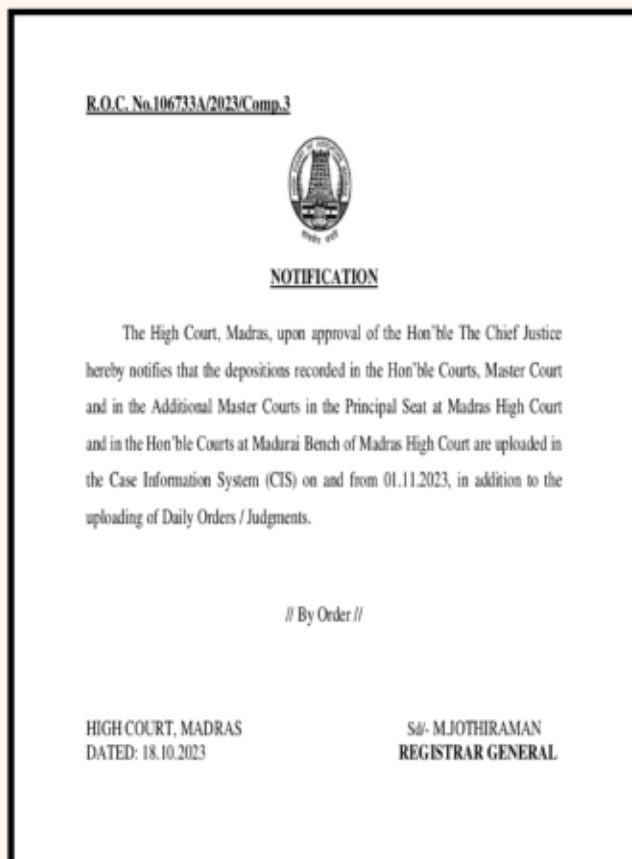 R.O.C. No.106733A/2023/Comp.3
NOTIFICATION
The High Court, Madras, upon approval of the Hon"ble The Chief Justice
hereby notifies that the depositions recorded in the Hon"ble Courts, Master Court
and in the Additional Master Courts in the Principal Seat at Madras High Court
and in the Hon"ble Courts at Madurai Bench of Madras High Court are uploaded in
the Case Information System (CIS) on and from 01.11.2023, in addition to the
uploading of Daily Orders / Judgments.
// By Order //
HIGH COURT, MADRAS
Sd/- M.JOTHIRAMAN
DATED: 18.10.2023
REGISTRAR GENERAL